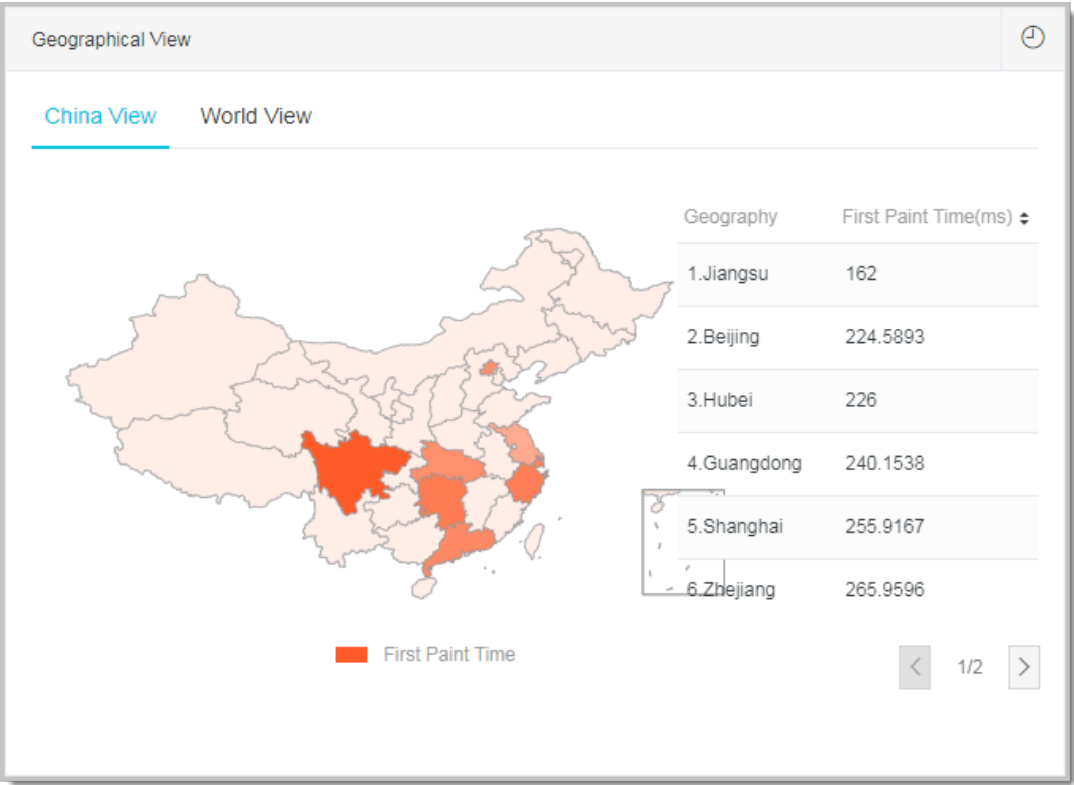 Geographical View
China View World View
Geography First Paint Time(ms)
1.Jiangsu 162
2.Beijing 224.5893
3.Hubei 226
4.Guangdong 240.1538
5.Shanghai 255.9167
6.Zhejiang 265.9596
First Paint Time
1/2